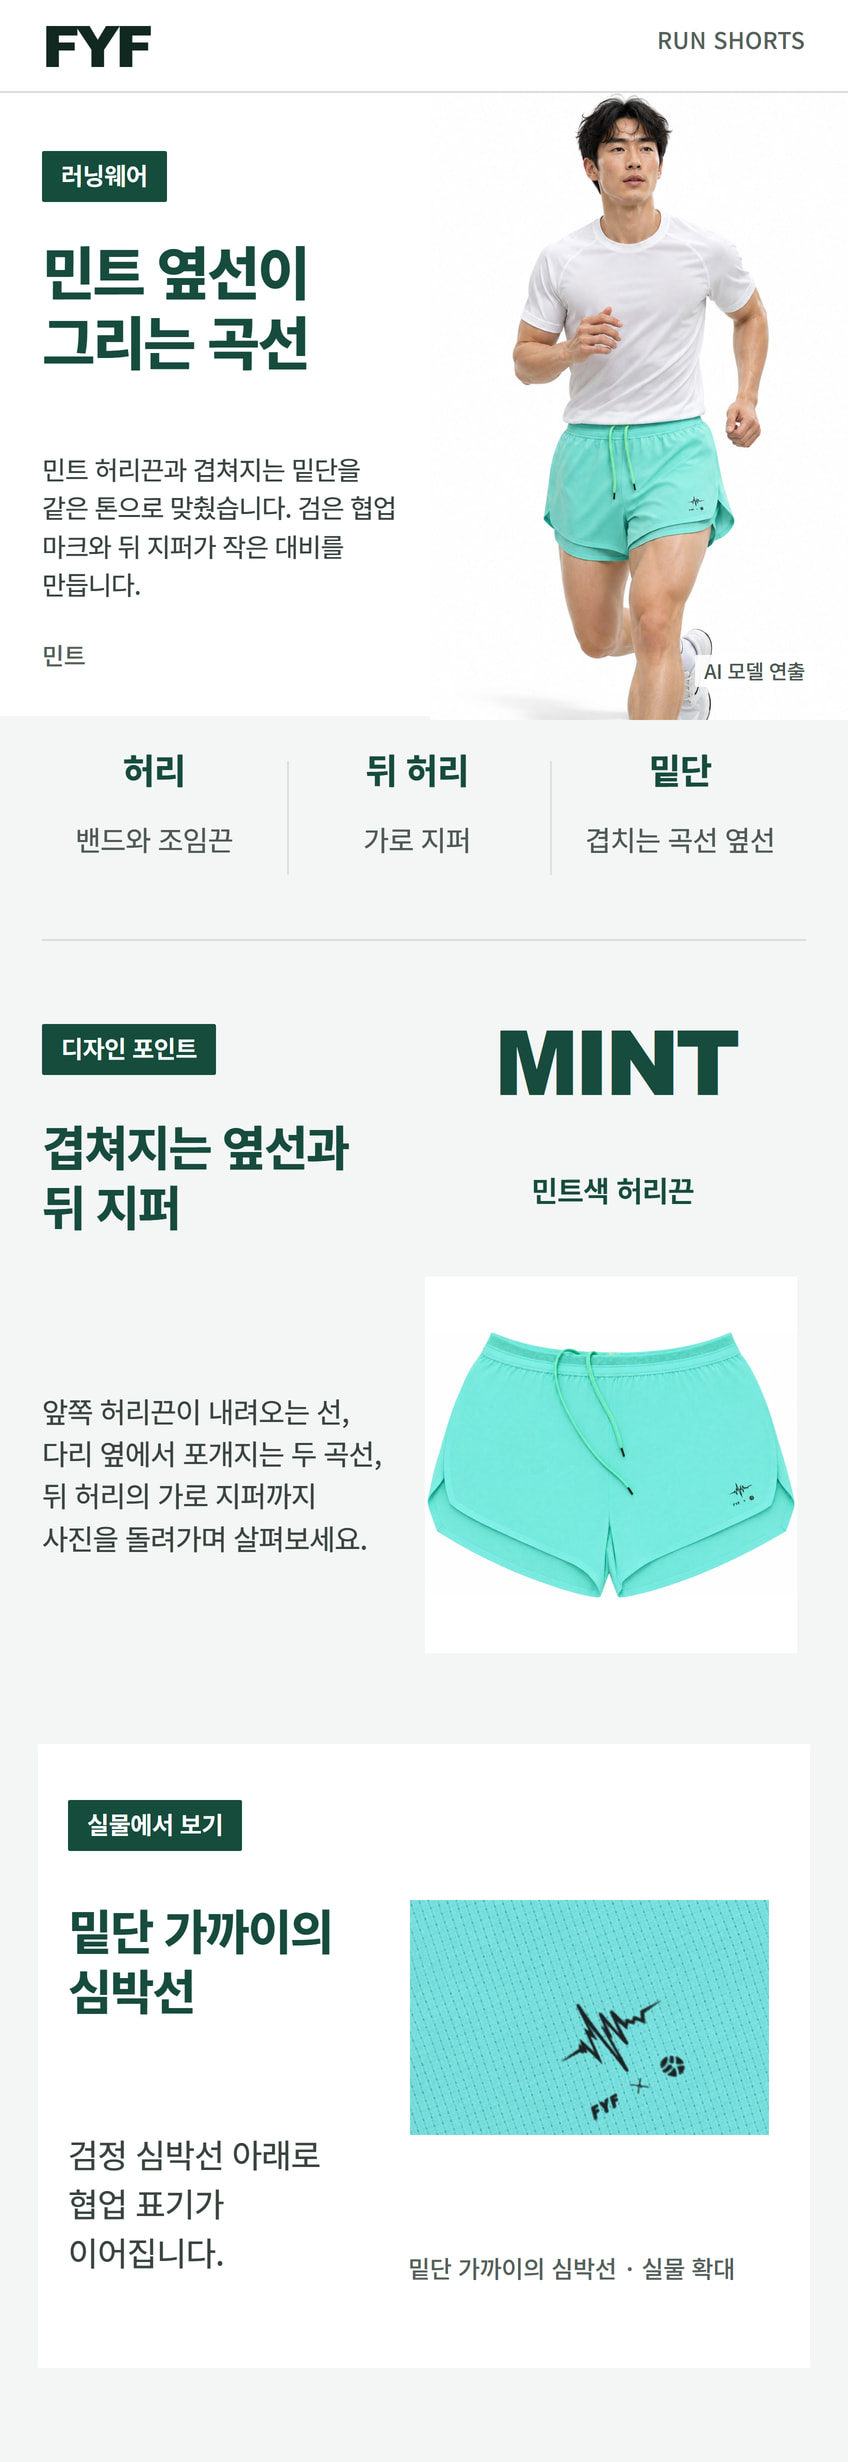 FYF
RUN SHORTS
러닝웨어
민트 옆선이
그리는 곡선
민트 허리끈과 겹쳐지는 밑단을
같은 톤으로 맞췄습니다. 검은 협업
마크와 뒤 지퍼가 작은 대비를
만듭니다.
민트
AI 모델 연출
허리
밴드와 조임끈
뒤 허리
가로 지퍼
밑단
겹치는 곡선 옆선
디자인 포인트
겹쳐지는 옆선과
뒤 지퍼
앞쪽 허리끈이 내려오는 선,
다리 옆에서 포개지는 두 곡선,
뒤 허리의 가로 지퍼까지
사진을 돌려가며 살펴보세요.
MINT
민트색 허리끈
FYF ×
실물에서 보기
밑단 가까이의
심박선
검정 심박선 아래로
협업 표기가
이어집니다.
FYF ×
밑단 가까이의 심박선 · 실물 확대